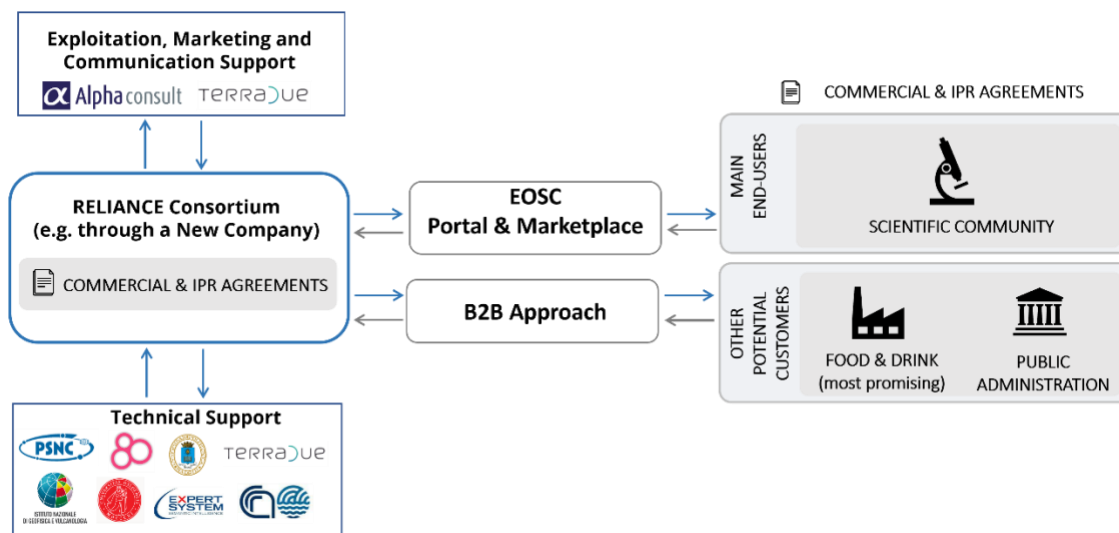 Exploitation, Marketing and
Communication Support
α Alphaconsult
TERRADUE
RELIANCE Consortium
(e.g. through a New Company)
COMMERCIAL & IPR AGREEMENTS
Technical Support
PSNC
TERRADUE
ISTITUTO NAZIONALE
DI GEOFISICA E VULCANOLOGIA
EXPERT
SYSTEM
EOSC
Portal & Marketplace
B2B Approach
COMMERCIAL & IPR AGREEMENTS
MAIN
END-USERS
SCIENTIFIC COMMUNITY
OTHER
POTENTIAL
CUSTOMERS
FOOD & DRINK
(most promising)
PUBLIC
ADMINISTRATION